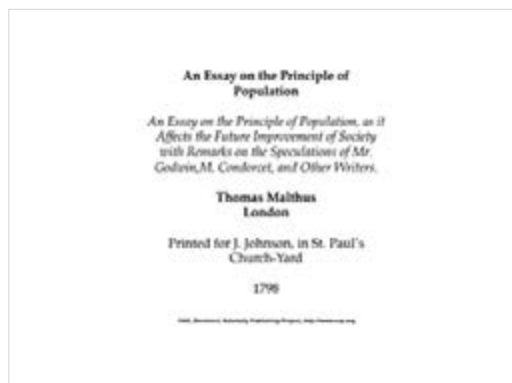 An Essay on the Principle of
Population
An Essay on the Principle of Population, as it
Affects the Future Improvement of Society
with Remarks on the Speculations of Mr.
Godwin,M. Condorcet, and Other Writers.
Thomas Malthus
London
Printed for J. Johnson, in St. Paul's
Church-Yard
1798